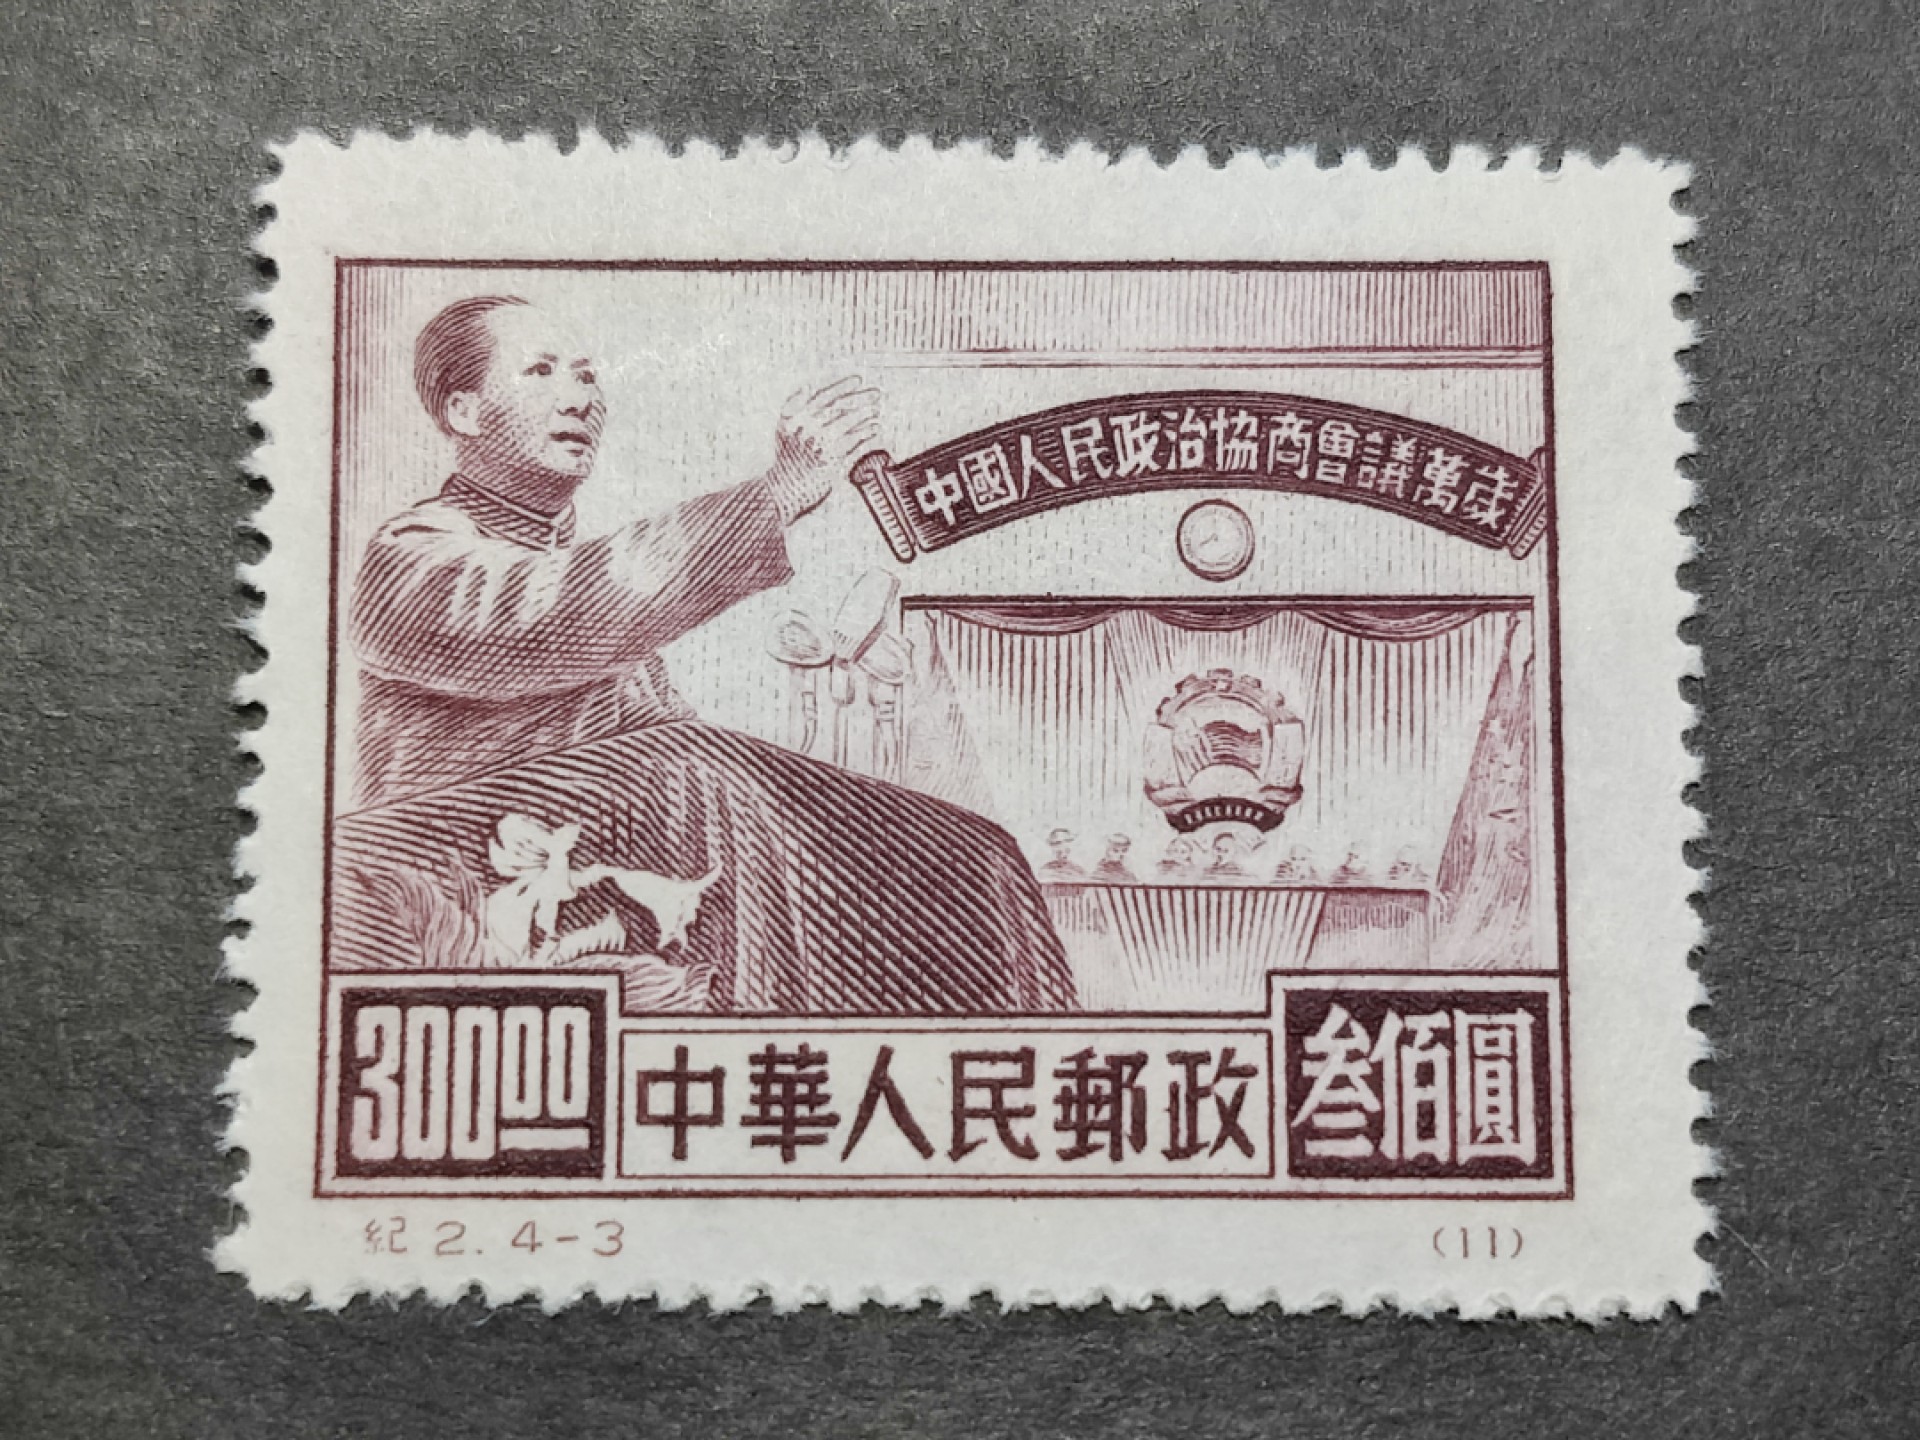 中國人民政治協商會議萬歲
300.00 中華人民郵政 叁佰圓
紀2.4-3 (11)